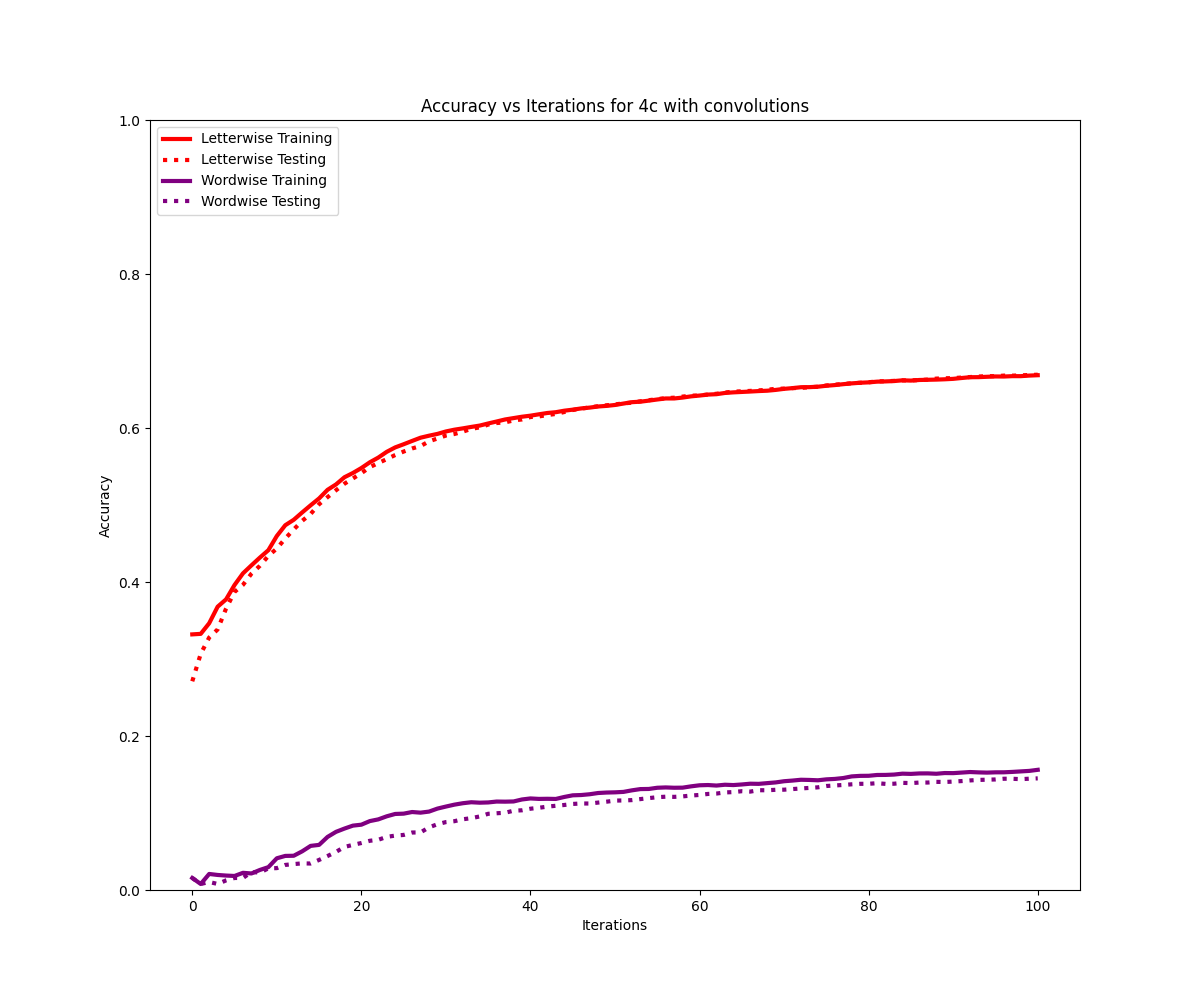 Accuracy vs Iterations for 4c with convolutions
1.0
0.8
0.6
0.4
0.2
0.0
Accuracy
Letterwise Training
Letterwise Testing
Wordwise Training
Wordwise Testing
0 20 40 60 80 100
Iterations